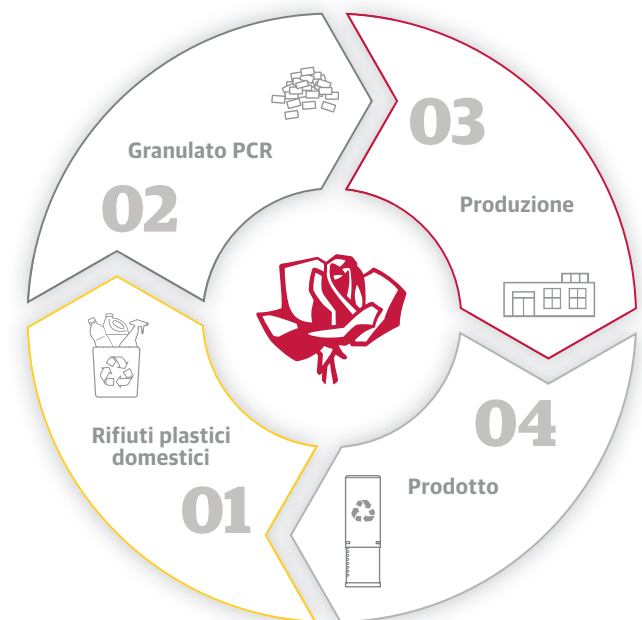 01
Rifiuti plastici
domestici
02
Granulato PCR
03
Produzione
04
Prodotto